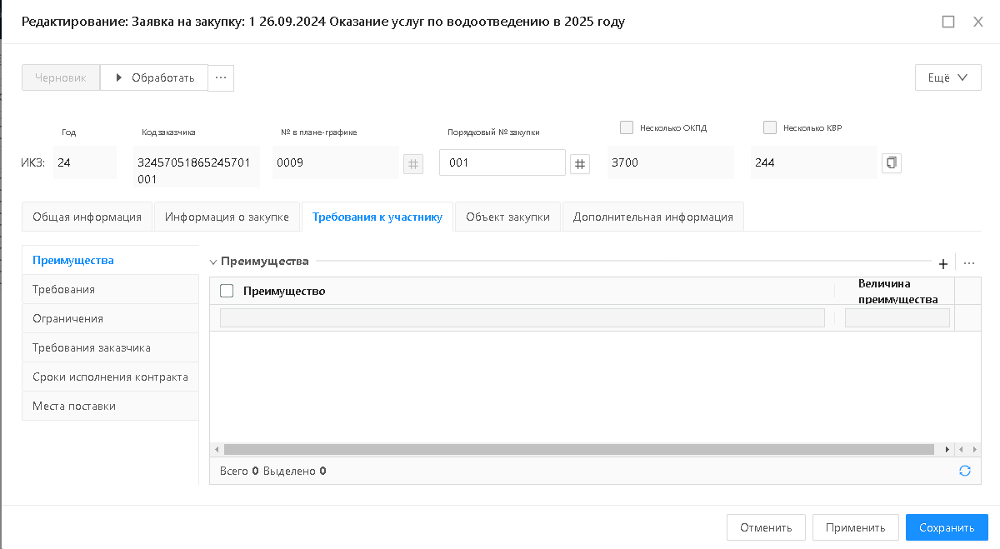 Редактирование: Заявка на закупку: 1 26.09.2024 Оказание услуг по водоотведению в 2025 году
Черновик Обработать ...
Ещё
Год Код заказчика № в плане-графике Порядковый № закупки Несколько ОКПД Несколько КВР
ИКЗ: 24 32457051865245701 0009 # 001 # 3700 244
001
Общая информация Информация о закупке Требования к участнику Объект закупки Дополнительная информация
Преимущества
Требования
Ограничения
Требования заказчика
Сроки исполнения контракта
Места поставки
Преимущества + ...
Преимущество
Величина
преимущества
Всего 0 Выделено 0
Отменить Применить Сохранить